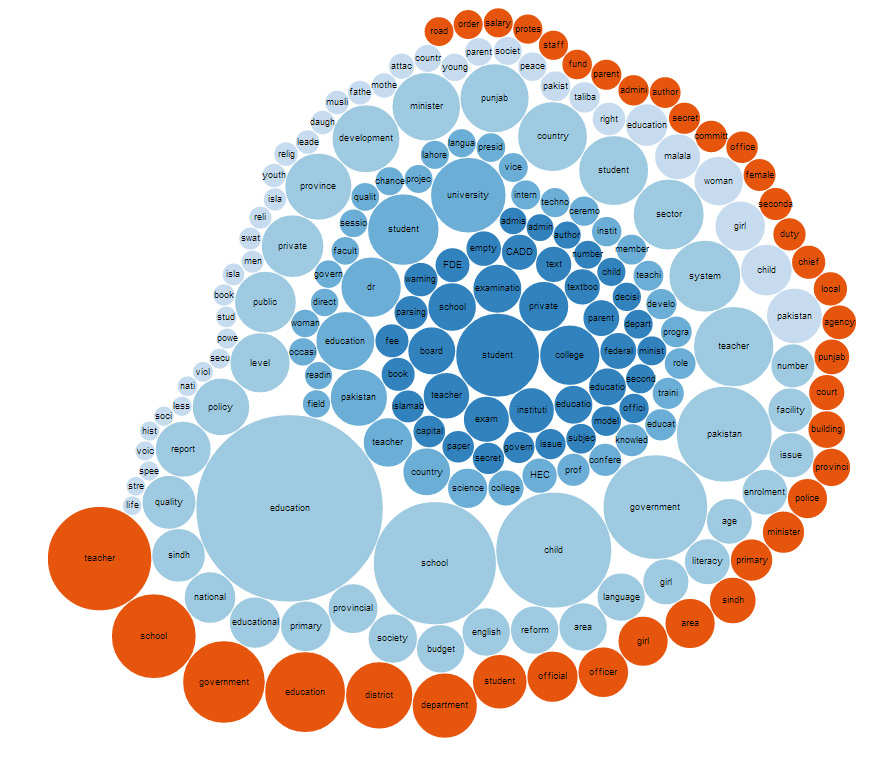 road
order
salary
protes
staff
fund
parent
admini
author
secret
committ
office
female
seconda
duty
chief
local
agency
punjab
court
building
provinci
police
minister
primary
sindh
area
girl
officer
official
student
department
district
education
government
school
teacher
countr
parent
societ
young
peace
attac
mothe
fathe
musli
daugh
leade
relig
youth
isla
reli
swat
men
isla
book
stud
powe
secu
viol
nati
less
soci
hist
voic
spee
stre
life
pakist
taliba
right
education
malala
woman
girl
child
pakistan
minister
punjab
country
student
sector
system
teacher
number
facility
pakistan
issue
enrolment
age
government
literacy
girl
language
area
reform
english
budget
society
provincial
primary
educational
national
sindh
quality
report
policy
level
public
private
province
development
education
school
child
langua
presid
lahore
vice
projec
chance
qualit
university
intern
techno
ceremo
instit
member
teachi
develo
progra
role
traini
educat
knowled
confere
prof
HEC
college
science
country
teacher
pakistan
field
readin
occasi
education
woman
direct
govern
dr
facult
sessio
student
admis
admin
author
number
child
decisi
depart
minist
second
offici
model
subjec
issue
govern
secret
paper
capital
islamab
book
fee
parsing
warning
FDE
empty
CADD
text
textboo
parent
federal
educatio
educatio
instituti
exam
teacher
board
school
examinatio
private
college
student